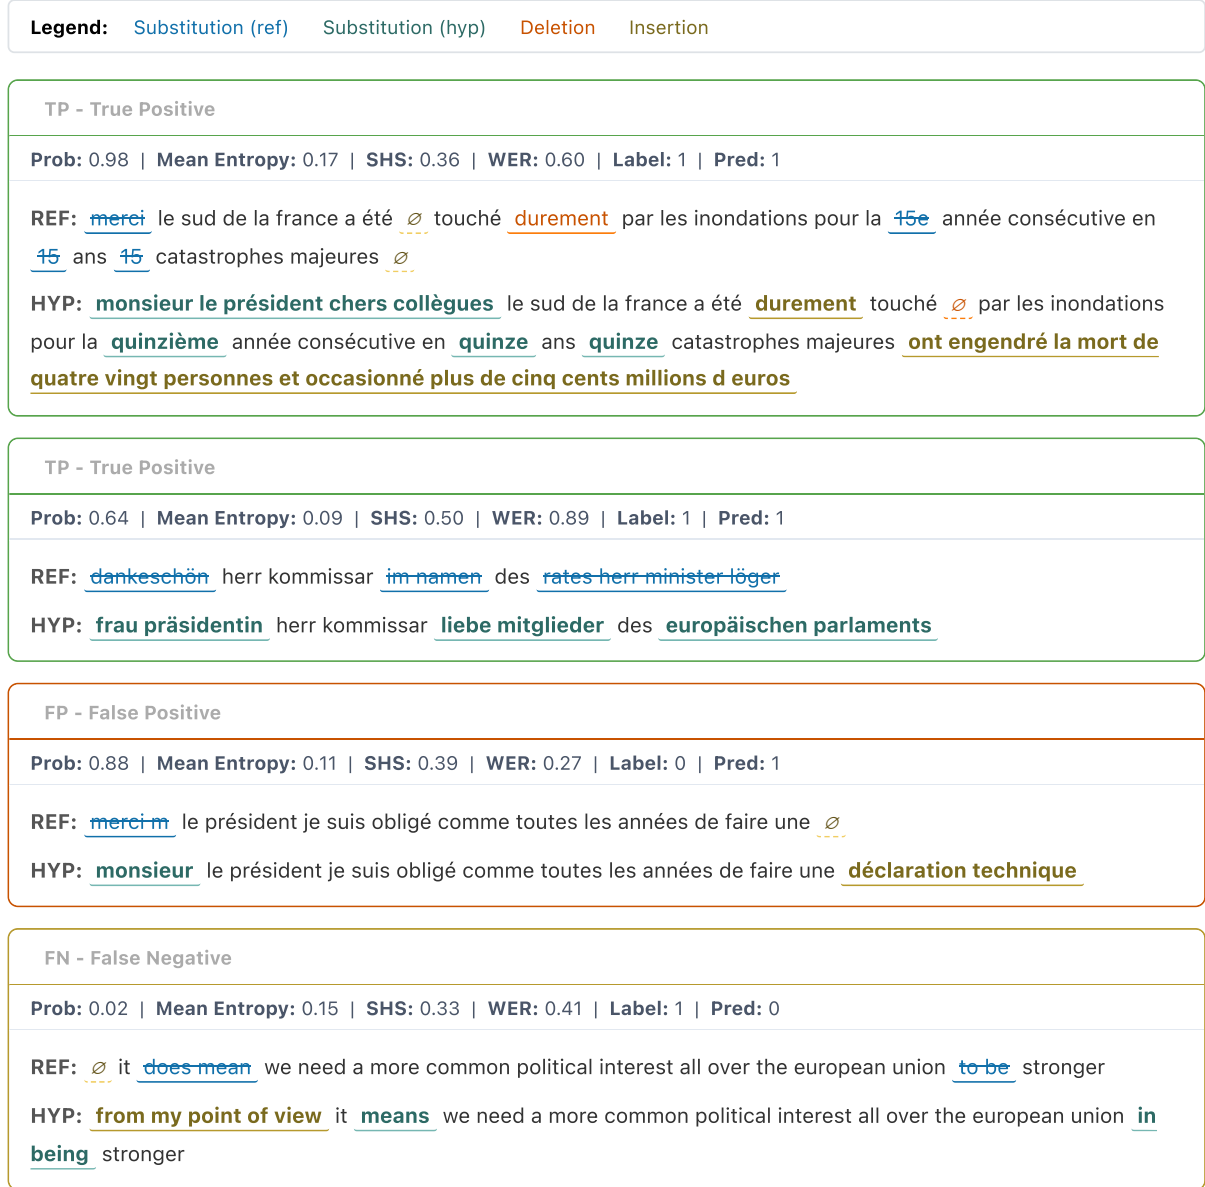 Legend: Substitution (ref) Substitution (hyp) Deletion Insertion
TP - True Positive
Prob: 0.98 | Mean Entropy: 0.17 | SHS: 0.36 | WER: 0.60 | Label: 1 | Pred: 1
REF: merci le sud de la france a été ∅ touché durement par les inondations pour la 15e année consécutive en
15 ans 15 catastrophes majeures ∅
HYP: monsieur le président chers collègues le sud de la france a été durement touché ∅ par les inondations
pour la quinzième année consécutive en quinze ans quinze catastrophes majeures ont engendré la mort de
quatre vingt personnes et occasionné plus de cinq cents millions d euros
TP - True Positive
Prob: 0.64 | Mean Entropy: 0.09 | SHS: 0.50 | WER: 0.89 | Label: 1 | Pred: 1
REF: dankeschön herr kommissar im namen des rates herr minister löger
HYP: frau präsidentin herr kommissar liebe mitglieder des europäischen parlaments
FP - False Positive
Prob: 0.88 | Mean Entropy: 0.11 | SHS: 0.39 | WER: 0.27 | Label: 0 | Pred: 1
REF: merci m le président je suis obligé comme toutes les années de faire une ∅
HYP: monsieur le président je suis obligé comme toutes les années de faire une déclaration technique
FN - False Negative
Prob: 0.02 | Mean Entropy: 0.15 | SHS: 0.33 | WER: 0.41 | Label: 1 | Pred: 0
REF: ∅ it does mean we need a more common political interest all over the european union to be stronger
HYP: from my point of view it means we need a more common political interest all over the european union in
being stronger